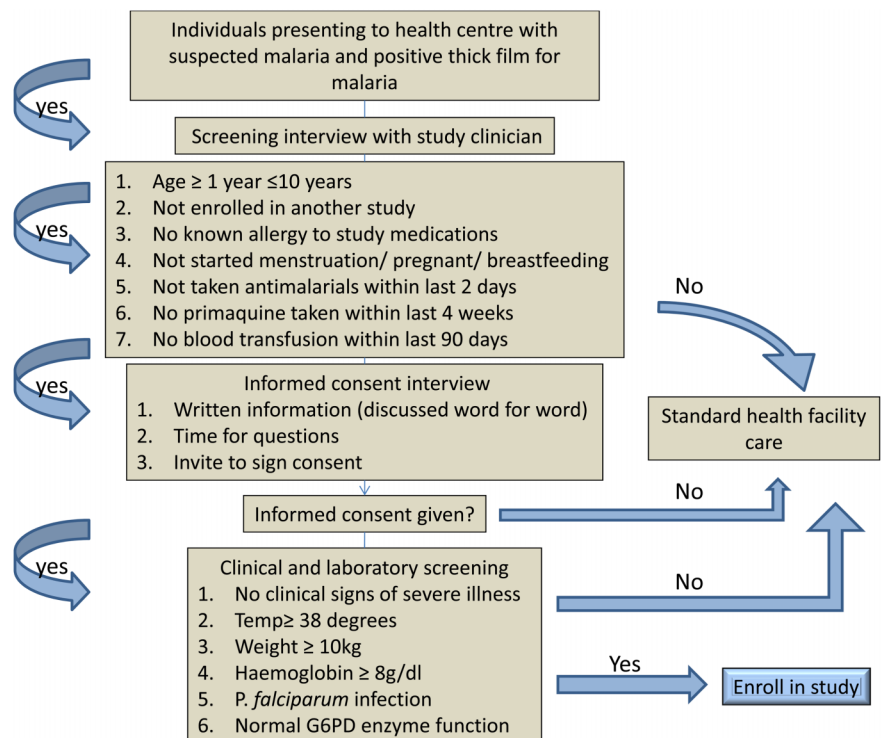 Individuals presenting to health centre with
suspected malaria and positive thick film for
malaria
yes
Screening interview with study clinician
1. Age ≥ 1 year ≤10 years
2. Not enrolled in another study
3. No known allergy to study medications
4. Not started menstruation/ pregnant/ breastfeeding
5. Not taken antimalarials within last 2 days
6. No primaquine taken within last 4 weeks
7. No blood transfusion within last 90 days
yes
No
Informed consent interview
1. Written information (discussed word for word)
2. Time for questions
3. Invite to sign consent
yes
Standard health facility
care
Informed consent given?
No
Clinical and laboratory screening
1. No clinical signs of severe illness
2. Temp≥ 38 degrees
3. Weight ≥ 10kg
4. Haemoglobin ≥ 8g/dl
5. P. falciparum infection
6. Normal G6PD enzyme function
yes
No
Yes
Enroll in study